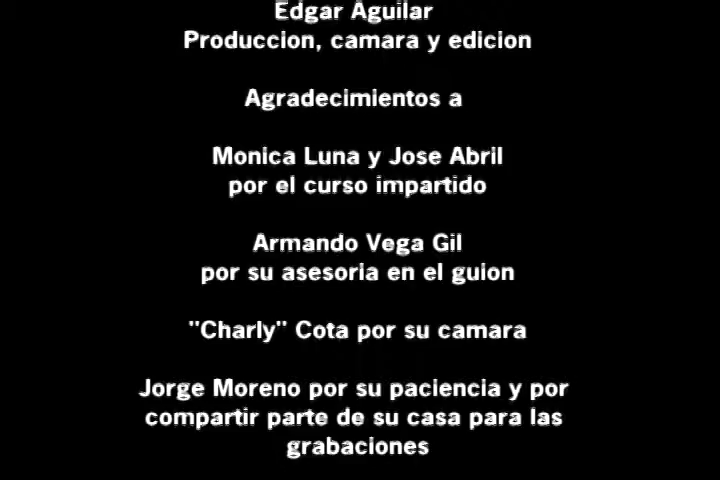 Edgar Aguilar
Produccion, camara y edicion
Agradecimientos a
Monica Luna y Jose Abril
por el curso impartido
Armando Vega Gil
por su asesoria en el guion
"Charly" Cota por su camara
Jorge Moreno por su paciencia y por
compartir parte de su casa para las
grabaciones